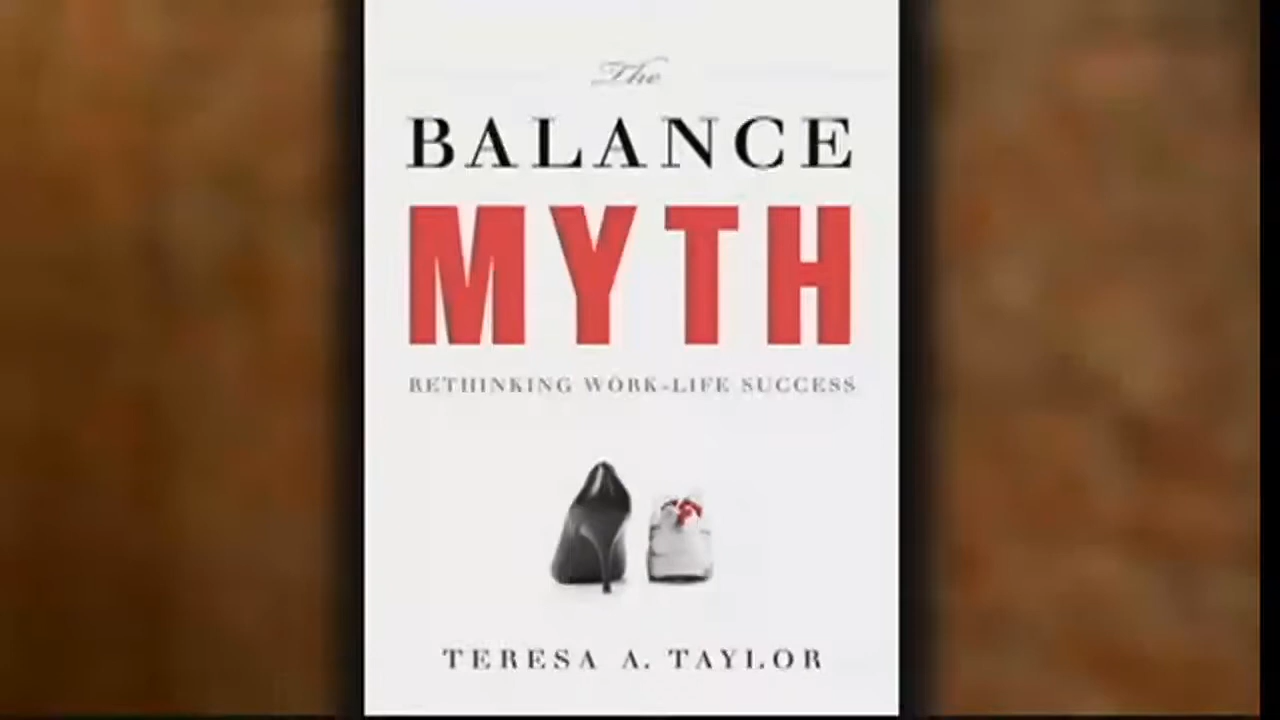 The
BALANCE
MYTH
RETHINKING WORK-LIFE SUCCESS
TERESA A. TAYLOR